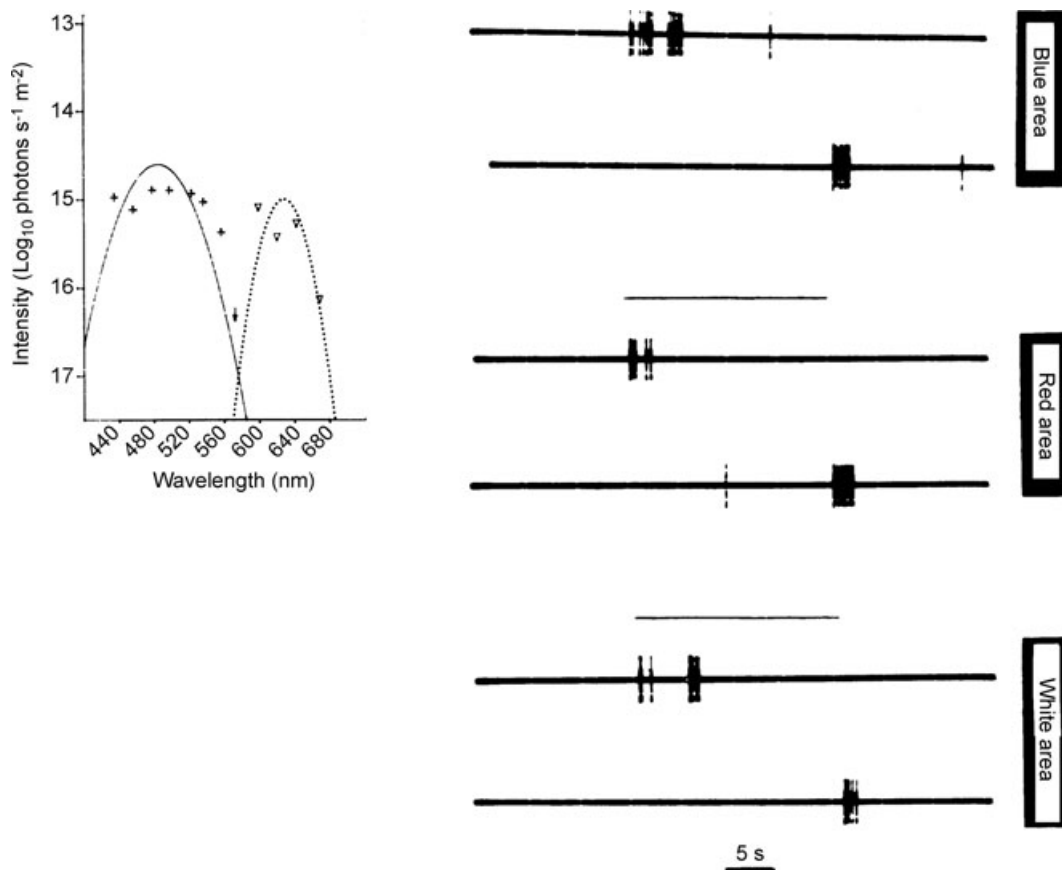 13
14
15
16
17
Intensity (Log10 photons s-1 m-2)
440 480 520 560 600 640 680
Wavelength (nm)
Blue area
Red area
White area
5 s